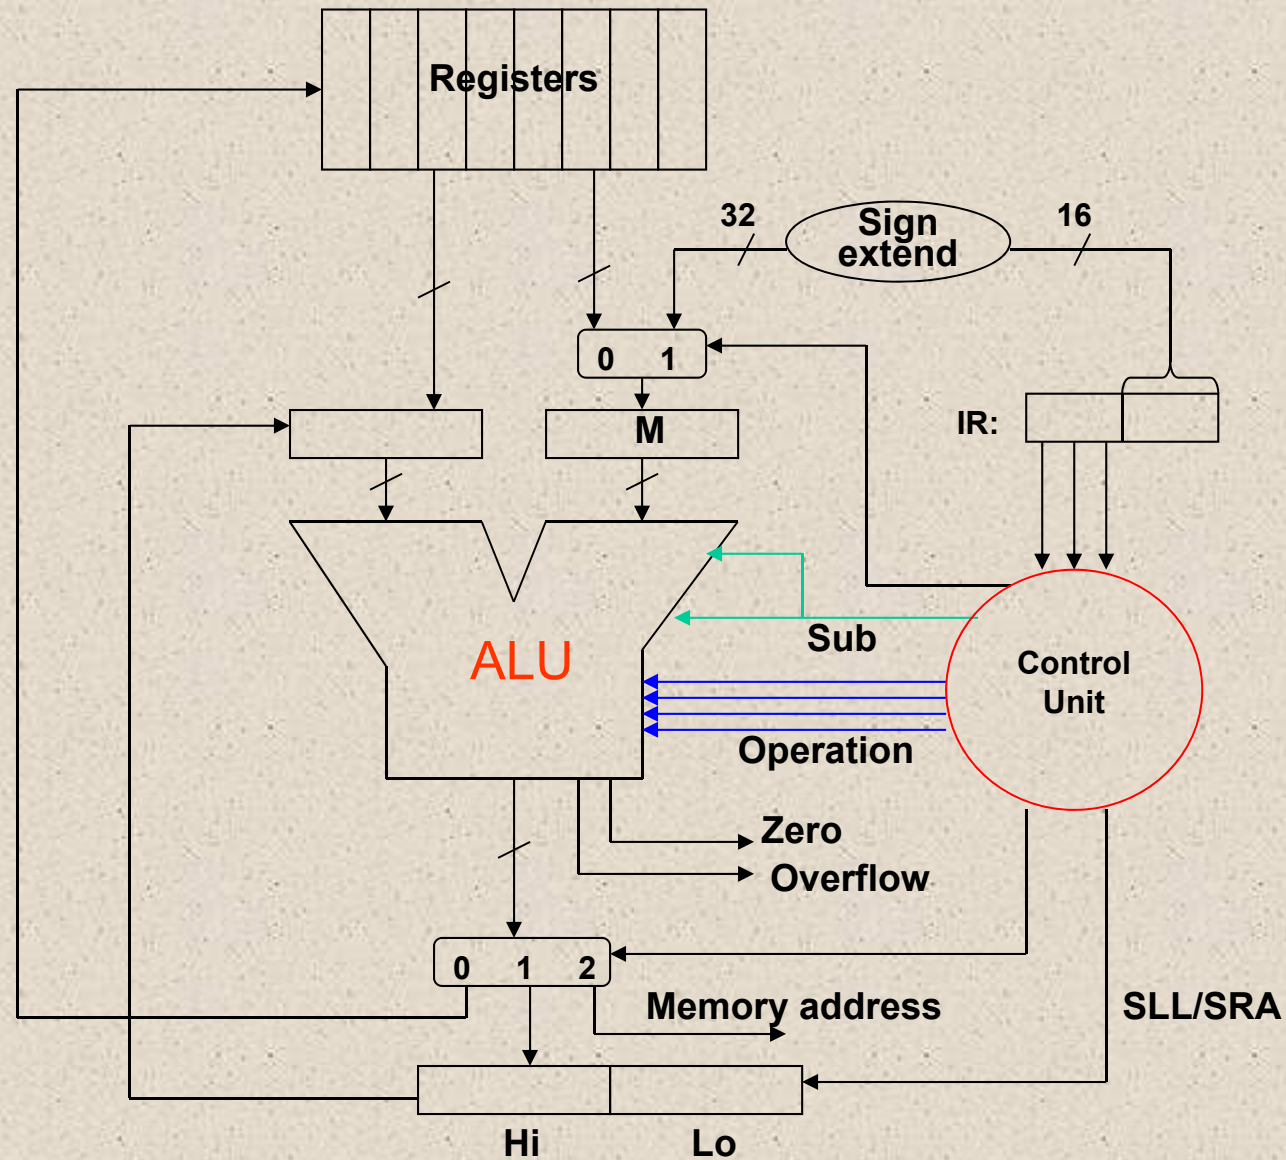 Registers
32
Sign
extend
16
0 1
IR:
M
Sub
ALU
Control
Unit
Operation
Zero
Overflow
0 1 2
Memory address
SLL/SRA
Hi Lo